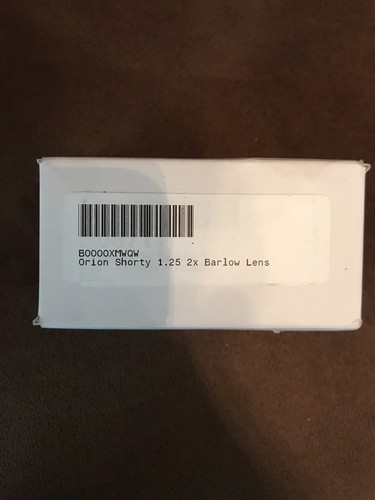 B0000XMWQW
Orion Shorty 1.25 2x Barlow Lens